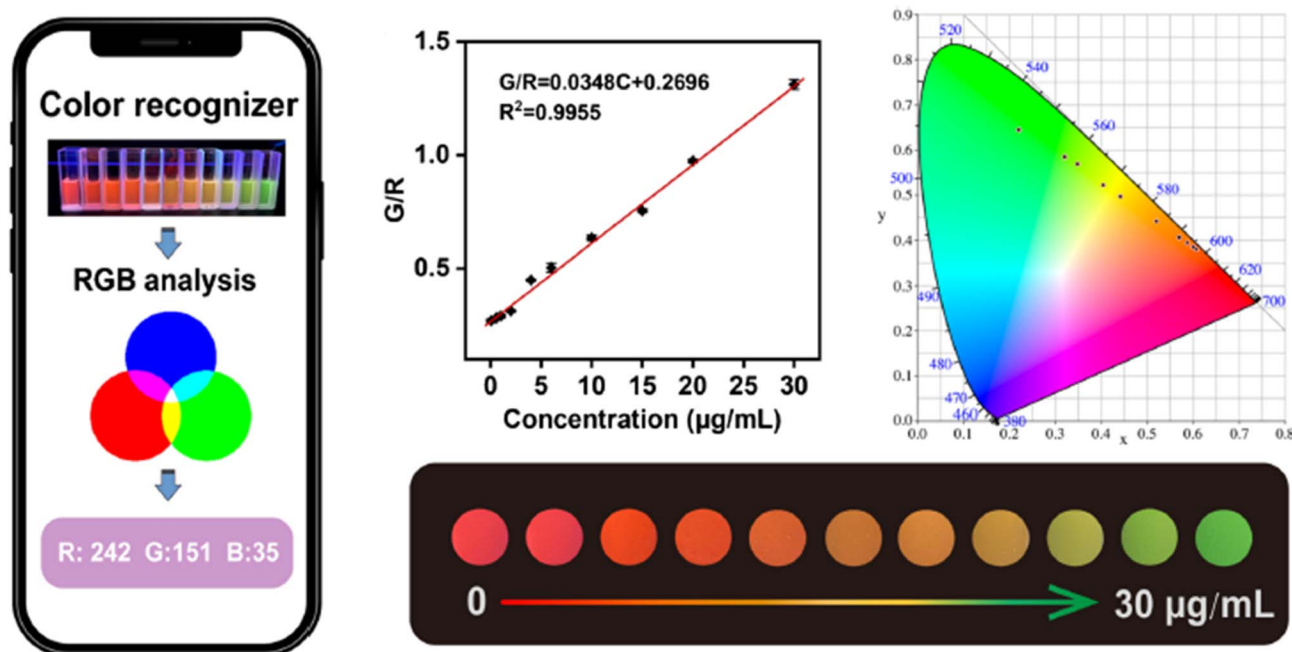 Color recognizer
RGB analysis
R: 242 G:151 B:35
1.5
1.0
0.5
G/R
G/R=0.0348C+0.2696
R²=0.9955
0 5 10 15 20 25 30
Concentration (µg/mL)
0.9
0.8
0.7
0.6
0.5
0.4
0.3
0.2
0.1
0.0
y
520
540
560
580
600
620
700
500
490
480
470
460
380
0.0 0.1 0.2 0.3 0.4 0.5 0.6 0.7 0.8
x
0 30 µg/mL